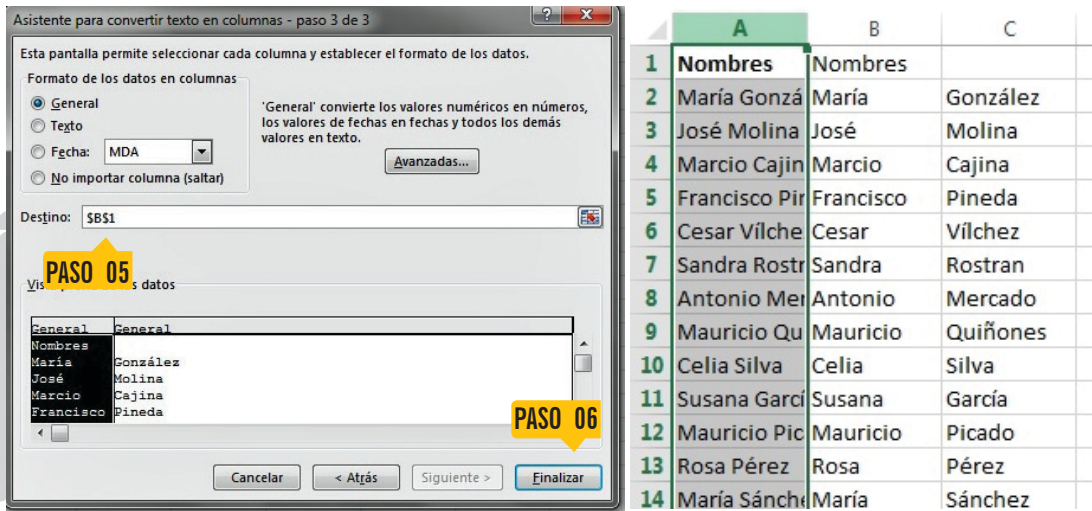 Asistente para convertir texto en columnas - paso 3 de 3
Esta pantalla permite seleccionar cada columna y establecer el formato de los datos.
Formato de los datos en columnas
General
Texto
Fecha: MDA
No importar columna (saltar)
'General' convierte los valores numéricos en números,
los valores de fechas en fechas y todos los demás
valores en texto.
Avanzadas...
Destino: $B$1
PASO 05
datos
General General
Nombres
María González
José Molina
Marcio Cajina
Francisco Pineda
PASO 06
Cancelar < Atrás Siguiente > Finalizar
A B C
1 Nombres Nombres
2 María Gonzá María González
3 José Molina José Molina
4 Marcio Cajin Marcio Cajina
5 Francisco Pir Francisco Pineda
6 Cesar Vílche Cesar Vílchez
7 Sandra Rostr Sandra Rostran
8 Antonio Mer Antonio Mercado
9 Mauricio Qu Mauricio Quiñones
10 Celia Silva Celia Silva
11 Susana Garcí Susana García
12 Mauricio Pic Mauricio Picado
13 Rosa Pérez Rosa Pérez
14 María Sánche María Sánchez